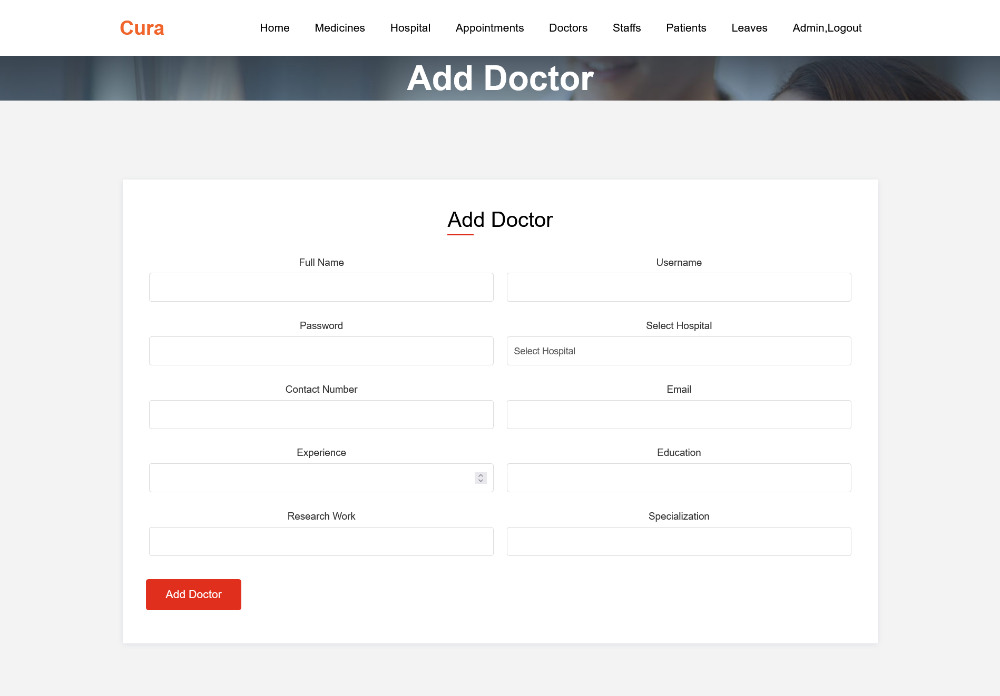 Cura
Home Medicines Hospital Appointments Doctors Staffs Patients Leaves Admin,Logout
Add Doctor
Add Doctor
Full Name Username
Password Select Hospital
Select Hospital
Contact Number Email
Experience Education
Research Work Specialization
Add Doctor